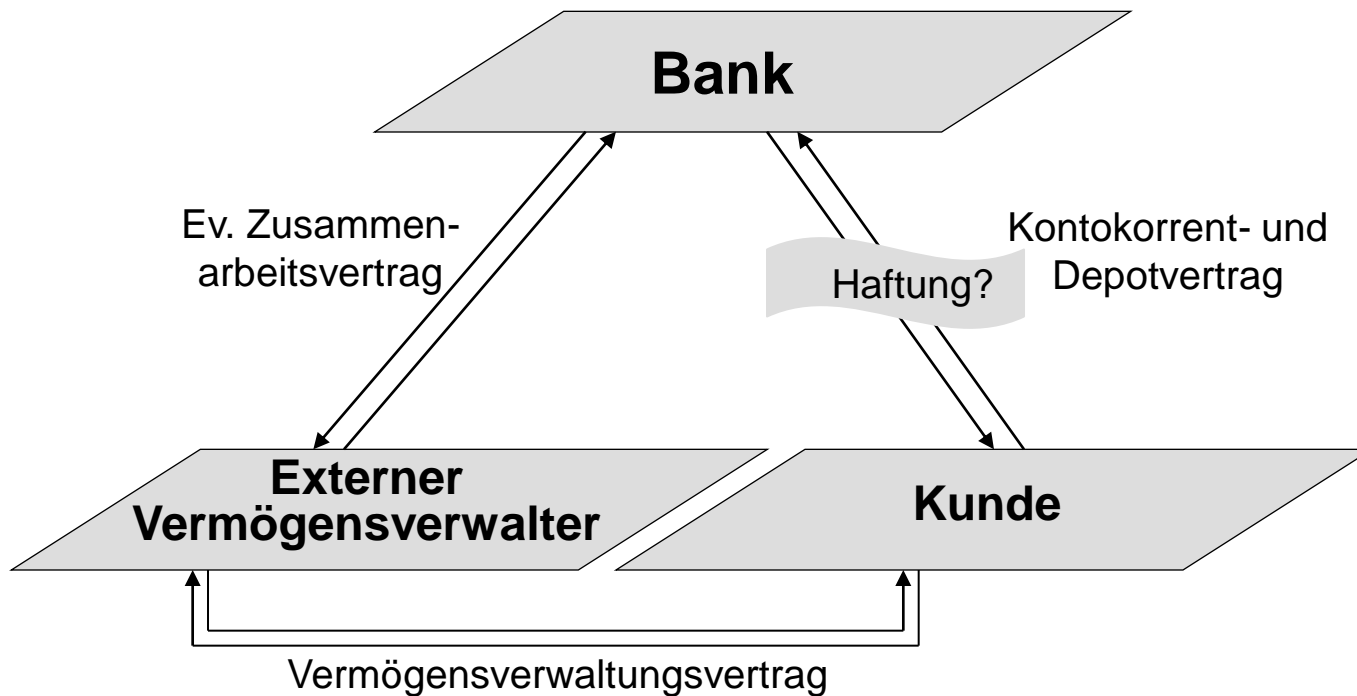 Bank
Ev. Zusammen-
arbeitsvertrag
Haftung?
Kontokorrent- und
Depotvertrag
Externer
Vermögensverwalter
Kunde
Vermögensverwaltungsvertrag